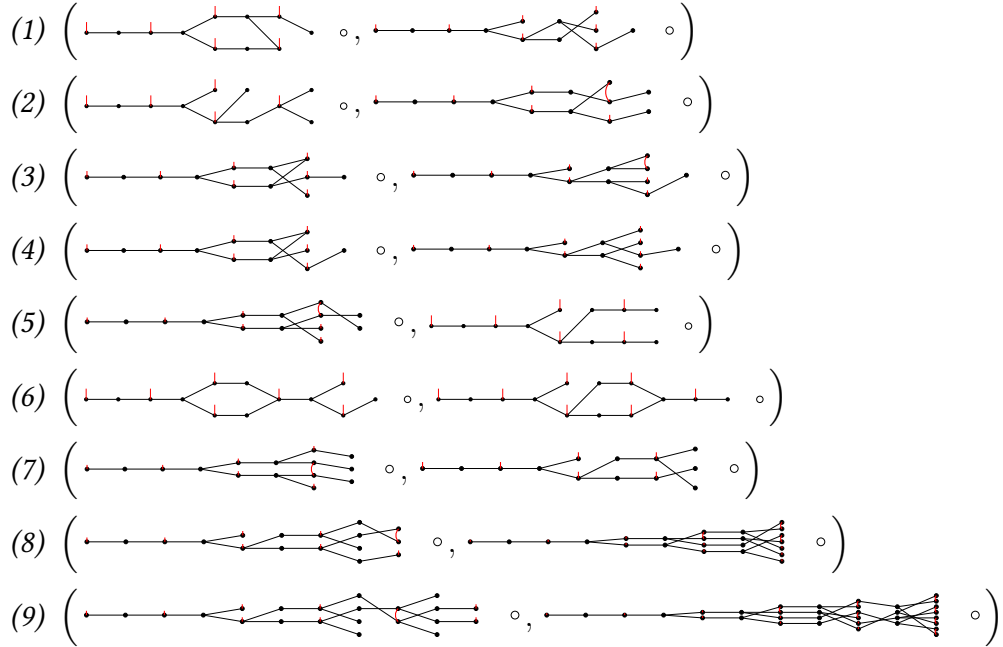 (1) ( , )
(2) ( , )
(3) ( , )
(4) ( , )
(5) ( , )
(6) ( , )
(7) ( , )
(8) ( , )
(9) ( , )